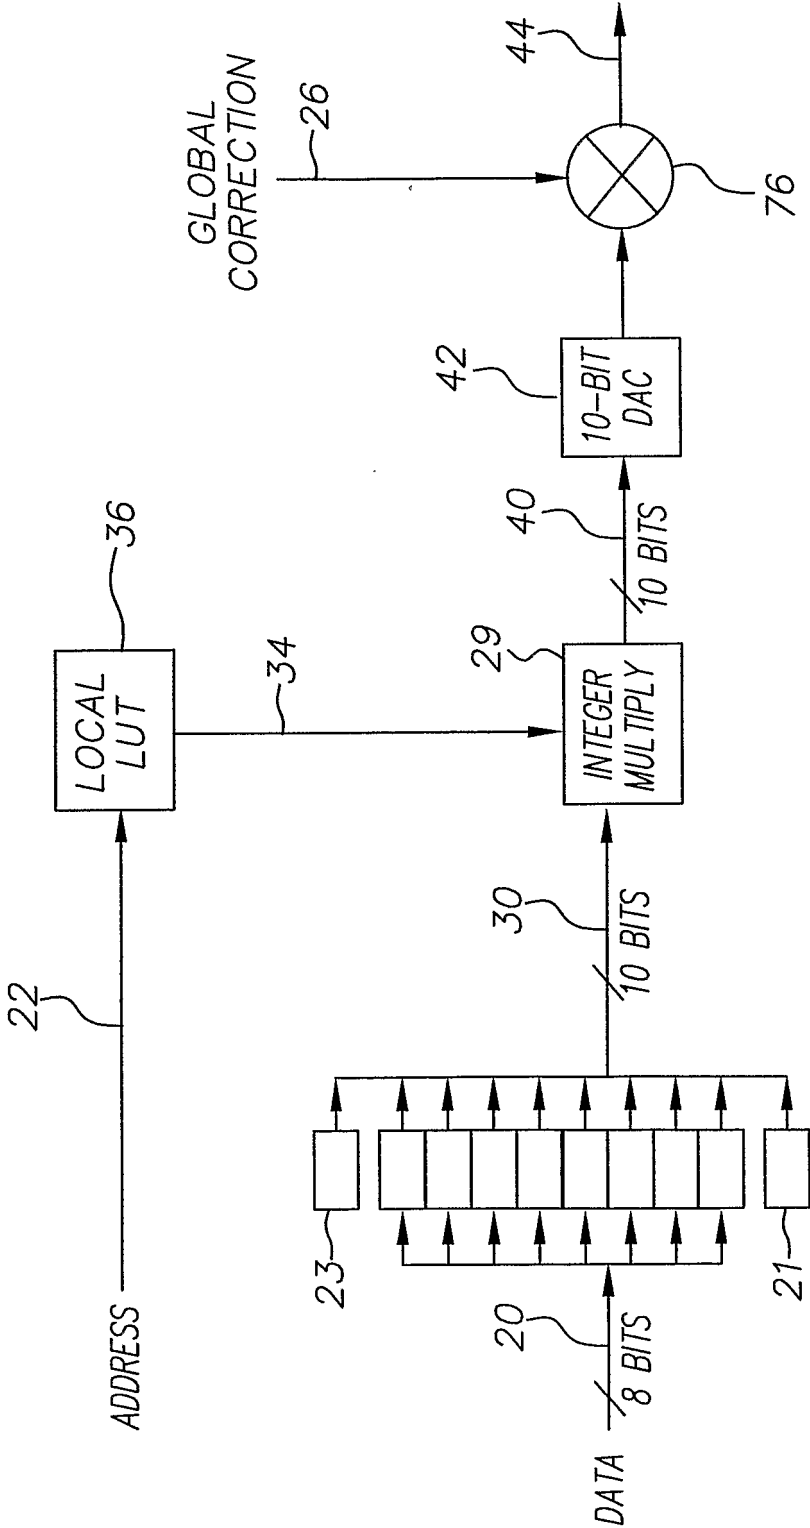 ADDRESS
22
LOCAL
LUT
36
34
GLOBAL
CORRECTION
26
DATA
20
8 BITS
23
21
30
10 BITS
29
INTEGER
MULTIPLY
40
10 BITS
42
10-BIT
DAC
76
44